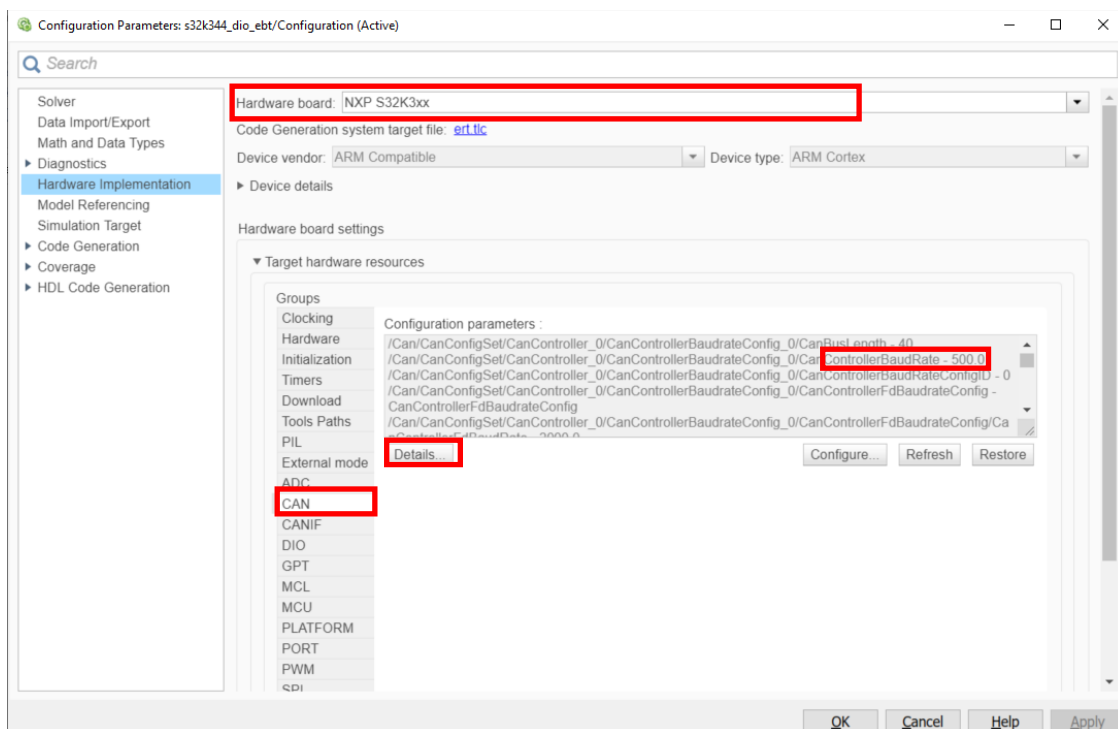 Configuration Parameters: s32k344_dio_ebt/Configuration (Active)
Search
Solver
Data Import/Export
Math and Data Types
Diagnostics
Hardware Implementation
Model Referencing
Simulation Target
Code Generation
Coverage
HDL Code Generation
Hardware board: NXP S32K3xx
Code Generation system target file: ert.tlc
Device vendor: ARM Compatible Device type: ARM Cortex
Device details
Hardware board settings
Target hardware resources
Groups
Clocking
Hardware
Initialization
Timers
Download
Tools Paths
PIL
External mode
ADC
CAN
CANIF
DIO
GPT
MCL
MCU
PLATFORM
PORT
PWM
SPI
Configuration parameters :
/Can/CanConfigSet/CanController_0/CanControllerBaudrateConfig_0/CanBusLength - 40
/Can/CanConfigSet/CanController_0/CanControllerBaudrateConfig_0/CanControllerBaudRate - 500.0
/Can/CanConfigSet/CanController_0/CanControllerBaudrateConfig_0/CanControllerBaudRateConfigID - 0
/Can/CanConfigSet/CanController_0/CanControllerBaudrateConfig_0/CanControllerFdBaudrateConfig -
CanControllerFdBaudrateConfig
/Can/CanConfigSet/CanController_0/CanControllerBaudrateConfig_0/CanControllerFdBaudrateConfig/Ca
nControllerFdBaudRate - 2000.0
Details... Configure... Refresh Restore
OK Cancel Help Apply